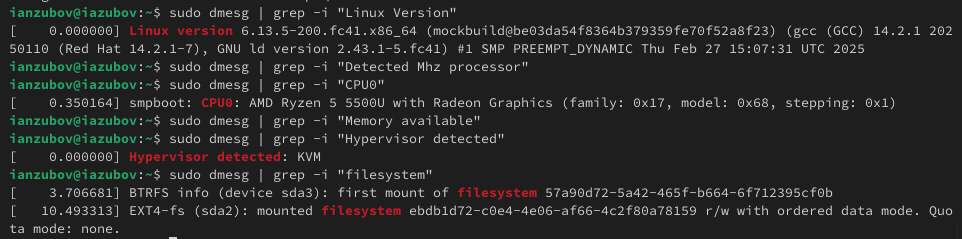 ianzubov@iazubov:~$ sudo dmesg | grep -i "Linux Version"
[    0.000000] Linux version 6.13.5-200.fc41.x86_64 (mockbuild@be03da54f8364b379359fe70f52a8f23) (gcc (GCC) 14.2.1 202
50110 (Red Hat 14.2.1-7), GNU ld version 2.43.1-5.fc41) #1 SMP PREEMPT_DYNAMIC Thu Feb 27 15:07:31 UTC 2025
ianzubov@iazubov:~$ sudo dmesg | grep -i "Detected Mhz processor"
ianzubov@iazubov:~$ sudo dmesg | grep -i "CPU0"
[    0.350164] smpboot: CPU0: AMD Ryzen 5 5500U with Radeon Graphics (family: 0x17, model: 0x68, stepping: 0x1)
ianzubov@iazubov:~$ sudo dmesg | grep -i "Memory available"
ianzubov@iazubov:~$ sudo dmesg | grep -i "Hypervisor detected"
[    0.000000] Hypervisor detected: KVM
ianzubov@iazubov:~$ sudo dmesg | grep -i "filesystem"
[    3.706681] BTRFS info (device sda3): first mount of filesystem 57a90d72-5a42-465f-b664-6f712395cf0b
[   10.493313] EXT4-fs (sda2): mounted filesystem ebdb1d72-c0e4-4e06-af66-4c2f80a78159 r/w with ordered data mode. Quo
ta mode: none.